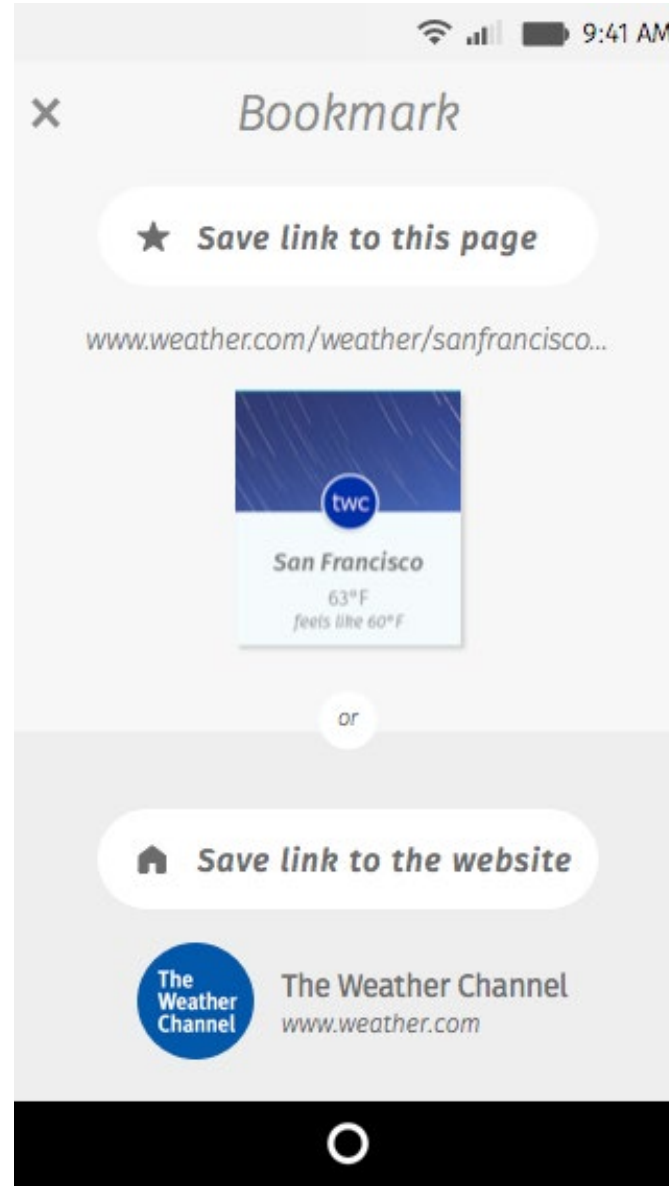 9:41 AM
Bookmark
Save link to this page
www.weather.com/weather/sanfrancisco...
twc
San Francisco
63°F
feels like 60°F
or
Save link to the website
The
Weather
Channel
The Weather Channel
www.weather.com